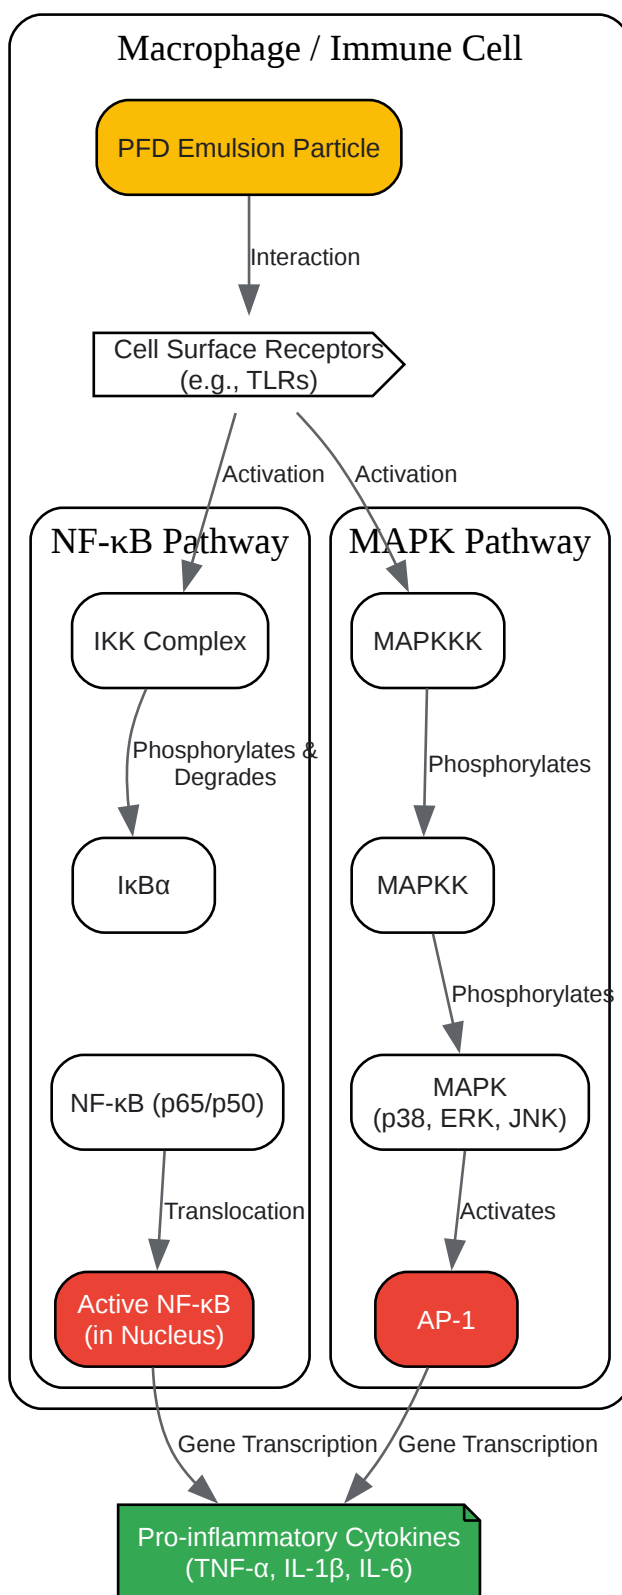 Macrophage / Immune Cell
PFD Emulsion Particle
Interaction
Cell Surface Receptors
(e.g., TLRs)
Activation
Activation
NF-κB Pathway
MAPK Pathway
IKK Complex
MAPKKK
Phosphorylates &
Degrades
Phosphorylates
IκBα
MAPKK
Phosphorylates
NF-κB (p65/p50)
MAPK
(p38, ERK, JNK)
Translocation
Activates
Active NF-κB
(in Nucleus)
AP-1
Gene Transcription
Gene Transcription
Pro-inflammatory Cytokines
(TNF-α, IL-1β, IL-6)